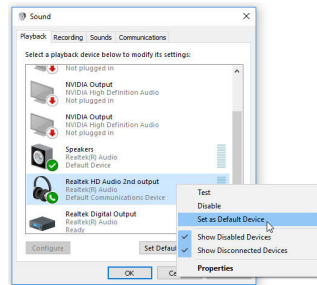 Sound
Playback Recording Sounds Communications
Select a playback device below to modify its settings:
Not plugged in
NVIDIA Output
NVIDIA High Definition Audio
Not plugged in
NVIDIA Output
NVIDIA High Definition Audio
Not plugged in
Speakers
Realtek(R) Audio
Default Device
Realtek HD Audio 2nd output
Realtek(R) Audio
Default Communications Device
Realtek Digital Output
Realtek(R) Audio
Ready
Test
Disable
Set as Default Device
Show Disabled Devices
Show Disconnected Devices
Properties
Configure Set Defaul
OK Ca